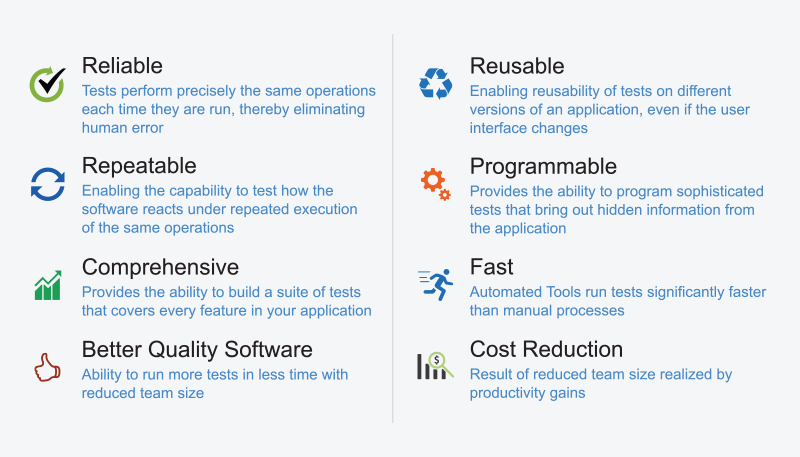 Reliable
Tests perform precisely the same operations
each time they are run, thereby eliminating
human error
Repeatable
Enabling the capability to test how the
software reacts under repeated execution
of the same operations
Comprehensive
Provides the ability to build a suite of tests
that covers every feature in your application
Better Quality Software
Ability to run more tests in less time with
reduced team size
Reusable
Enabling reusability of tests on different
versions of an application, even if the user
interface changes
Programmable
Provides the ability to program sophisticated
tests that bring out hidden information from
the application
Fast
Automated Tools run tests significantly faster
than manual processes
$
Cost Reduction
Result of reduced team size realized by
productivity gains